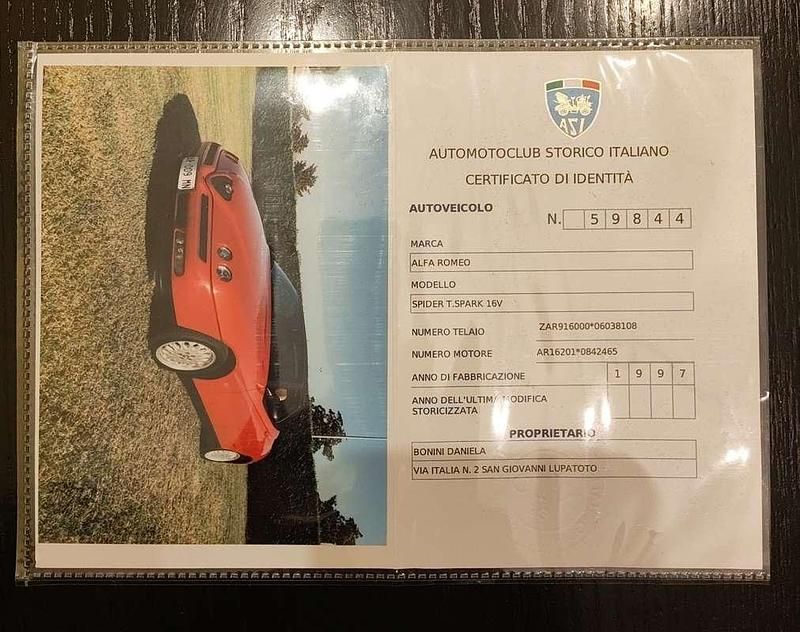 ASI
AUTOMOTOCLUB STORICO ITALIANO
CERTIFICATO DI IDENTITÀ
AUTOVEICOLO
N. 59844
MARCA
ALFA ROMEO
MODELLO
SPIDER T.SPARK 16V
NUMERO TELAIO ZAR916000*06038108
NUMERO MOTORE AR16201*0842465
ANNO DI FABBRICAZIONE 1997
ANNO DELL'ULTIMA MODIFICA
STORICIZZATA
PROPRIETARIO
BONINI DANIELA
VIA ITALIA N. 2 SAN GIOVANNI LUPATOTO